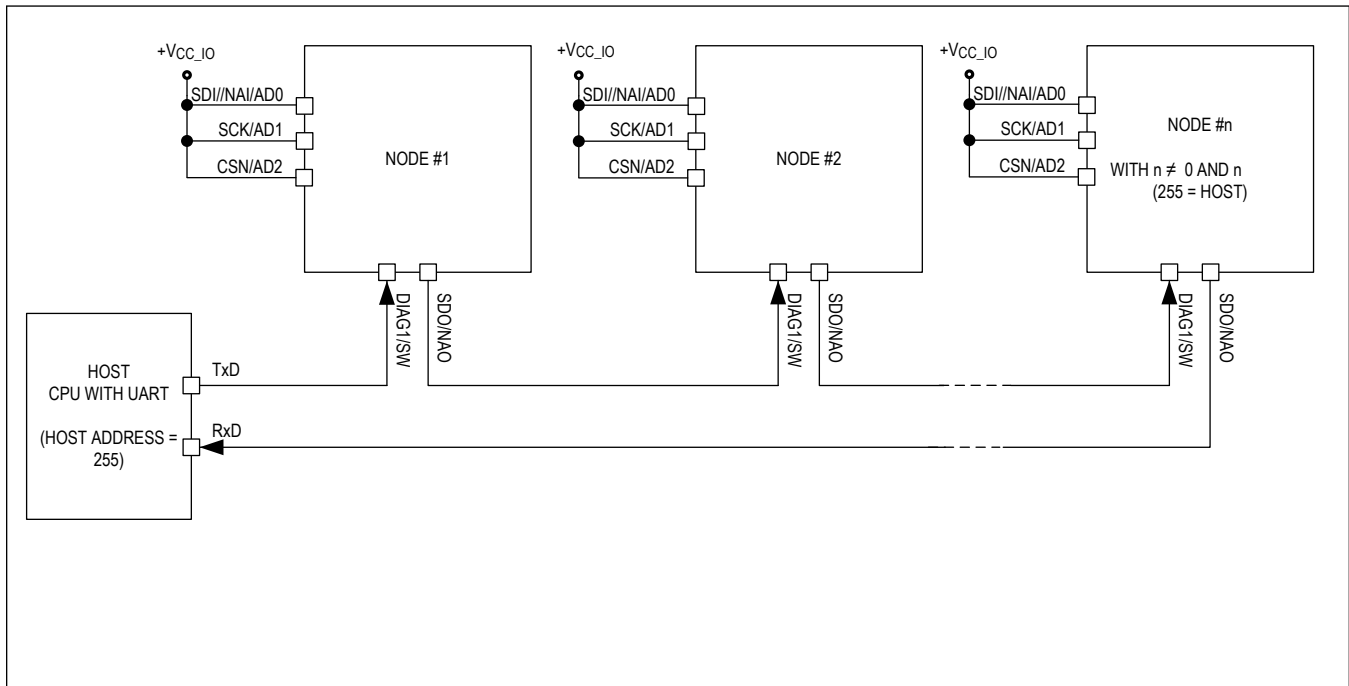 +VCC_IO
SDI//NAI/AD0
SCK/AD1
CSN/AD2
NODE #1
DIAG1/SW
SDO/NAO
+VCC_IO
SDI//NAI/AD0
SCK/AD1
CSN/AD2
NODE #2
DIAG1/SW
SDO/NAO
+VCC_IO
SDI//NAI/AD0
SCK/AD1
CSN/AD2
NODE #n
WITH n ≠ 0 AND n
(255 = HOST)
DIAG1/SW
SDO/NAO
HOST
CPU WITH UART
(HOST ADDRESS =
255)
TxD
RxD